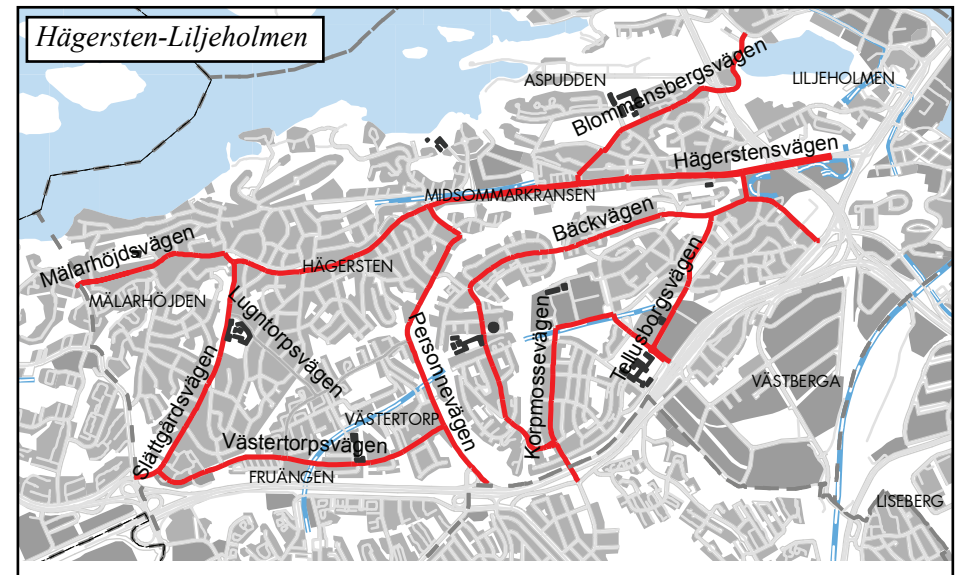 Hägersten-Liljeholmen
Blommensbergsvägen
ASPUDDEN
LILJEHOLMEN
Hägerstensvägen
MIDSOMMARKRANSEN
Bäckvägen
Mälarhöjdsvägen
HÄGERSTEN
MÄLARHÖJDEN
Lugntorpsvägen
Personnevägen
Korpmossevägen
Tellusborgsvägen
Slättgårdsvägen
VÄSTBERGA
VÄSTERTORP
Västertorpsvägen
FRUÄNGEN
LISEBERG